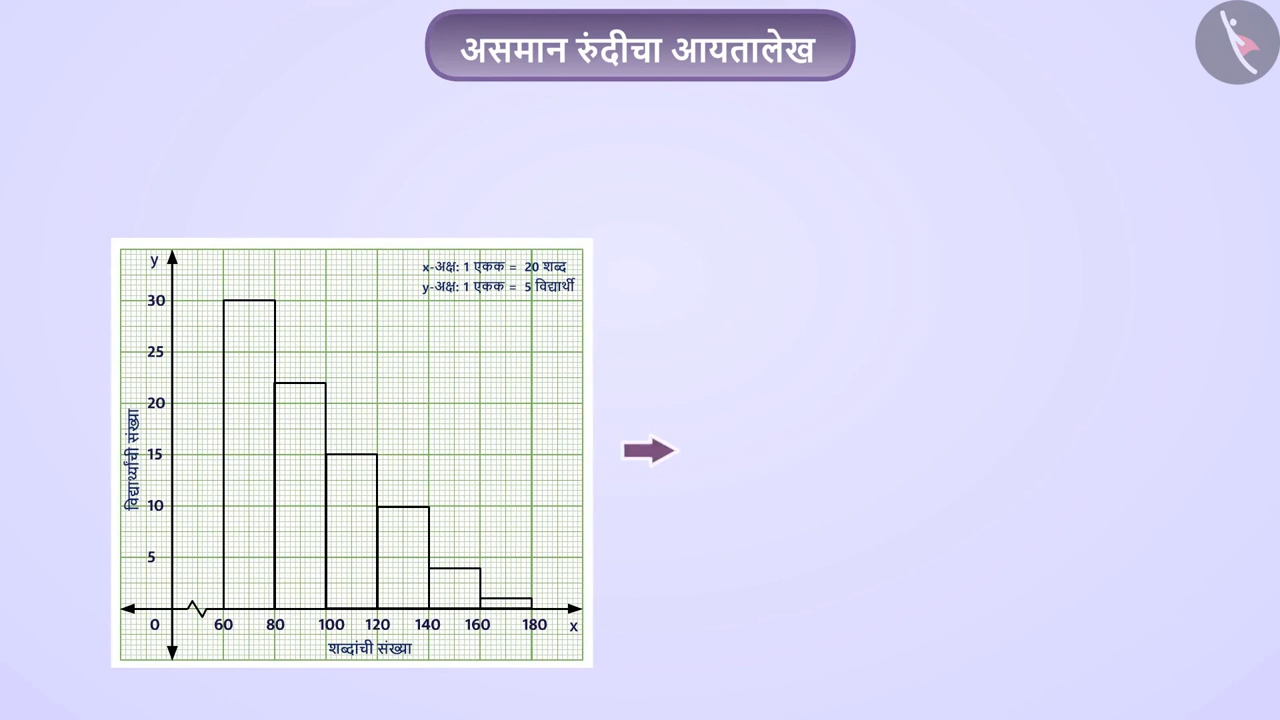 असमान रुंदीचा आयतालेख
y
x-अक्ष: 1 एकक = 20 शब्द
y-अक्ष: 1 एकक = 5 विद्यार्थी
30
25
20
15
10
5
विद्यार्थ्यांची संख्या
0 60 80 100 120 140 160 180 x
शब्दांची संख्या